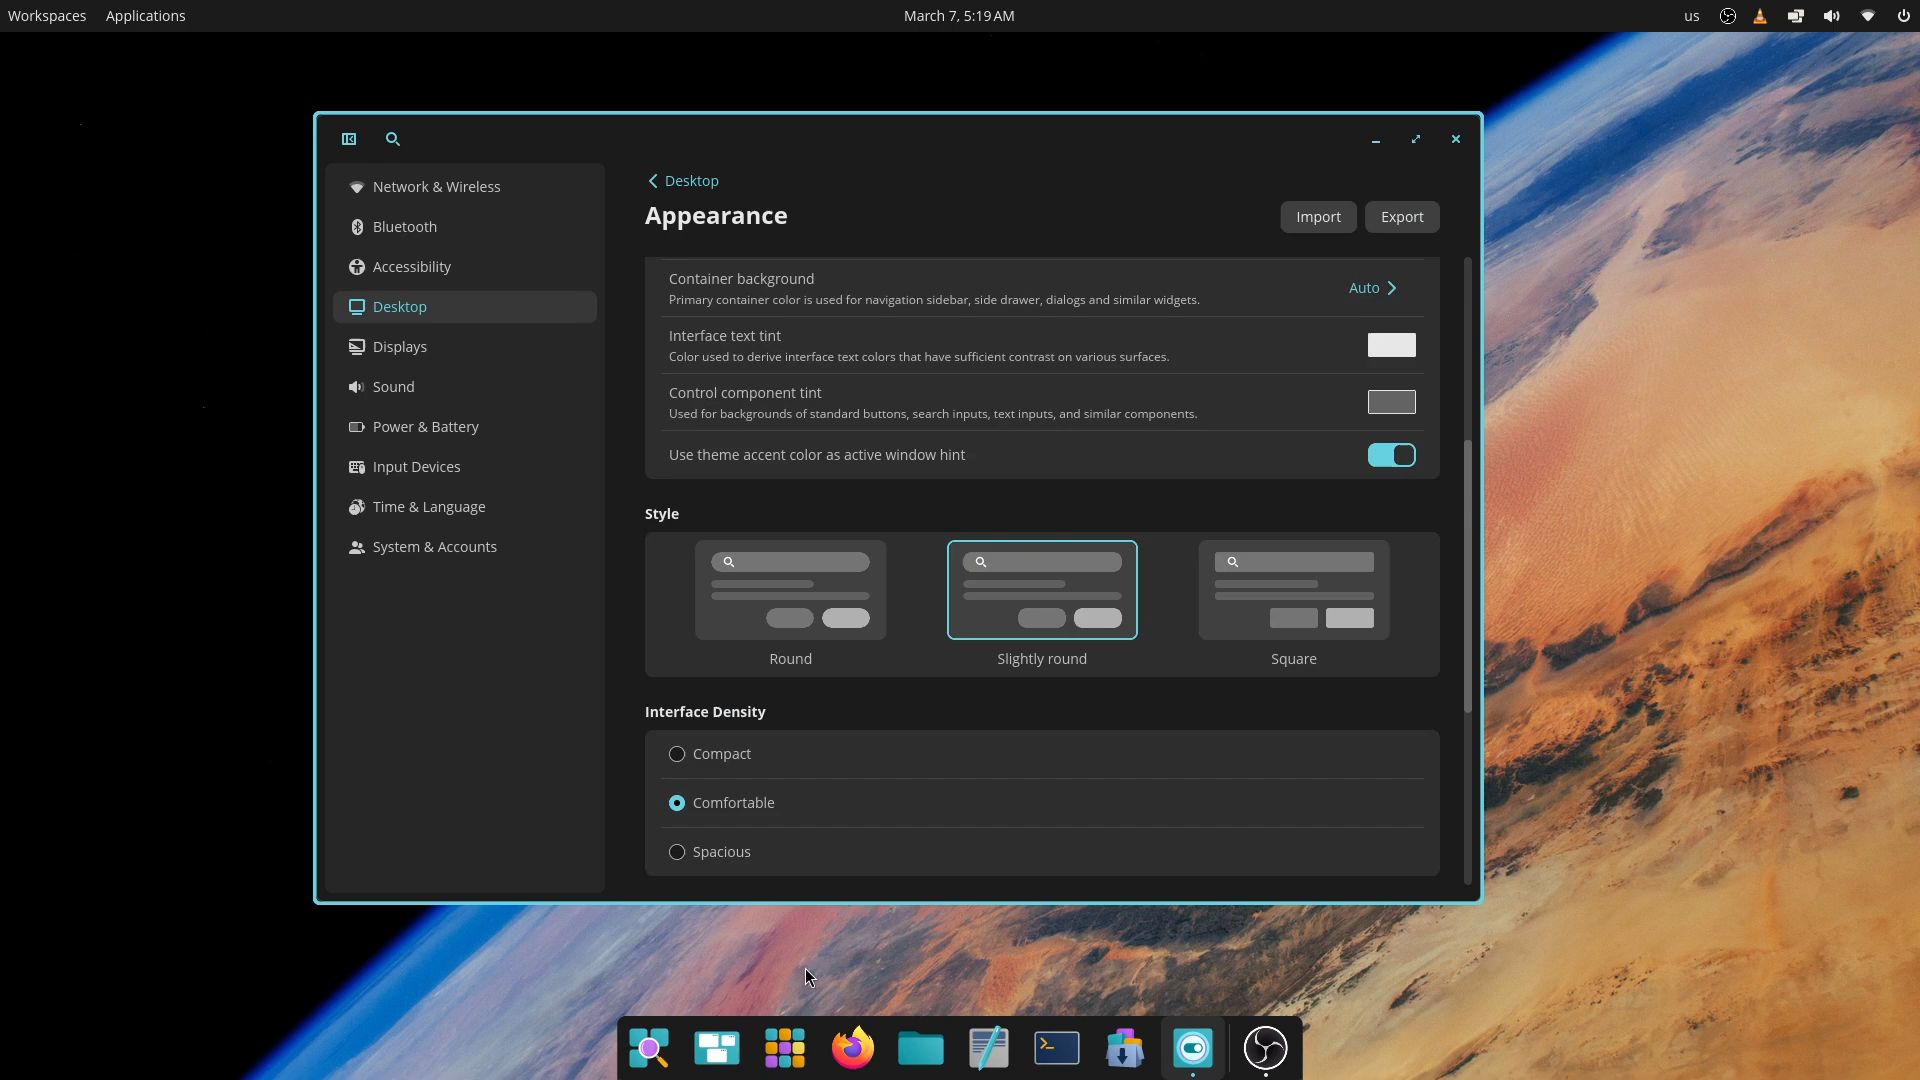 Workspaces Applications March 7, 5:19 AM us
Network & Wireless
Bluetooth
Accessibility
Desktop
Displays
Sound
Power & Battery
Input Devices
Time & Language
System & Accounts
Desktop
Appearance
Import Export
Container background
Primary container color is used for navigation sidebar, side drawer, dialogs and similar widgets.
Auto
Interface text tint
Color used to derive interface text colors that have sufficient contrast on various surfaces.
Control component tint
Used for backgrounds of standard buttons, search inputs, text inputs, and similar components.
Use theme accent color as active window hint
Style
Round Slightly round Square
Interface Density
Compact
Comfortable
Spacious